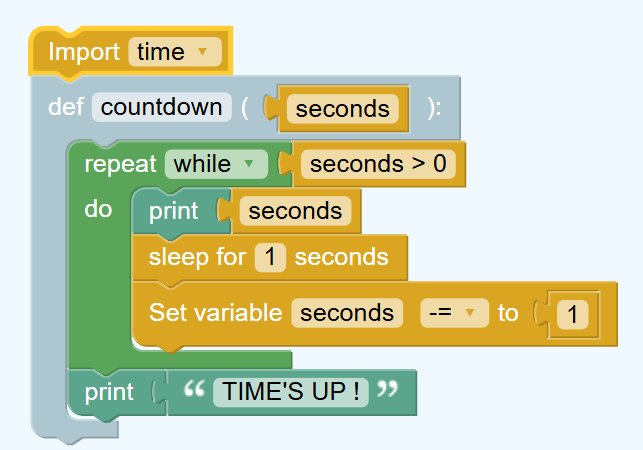 Import time
def countdown ( seconds ):
repeat while seconds > 0
do print seconds
sleep for 1 seconds
Set variable seconds -= to 1
print “ TIME'S UP ! ”